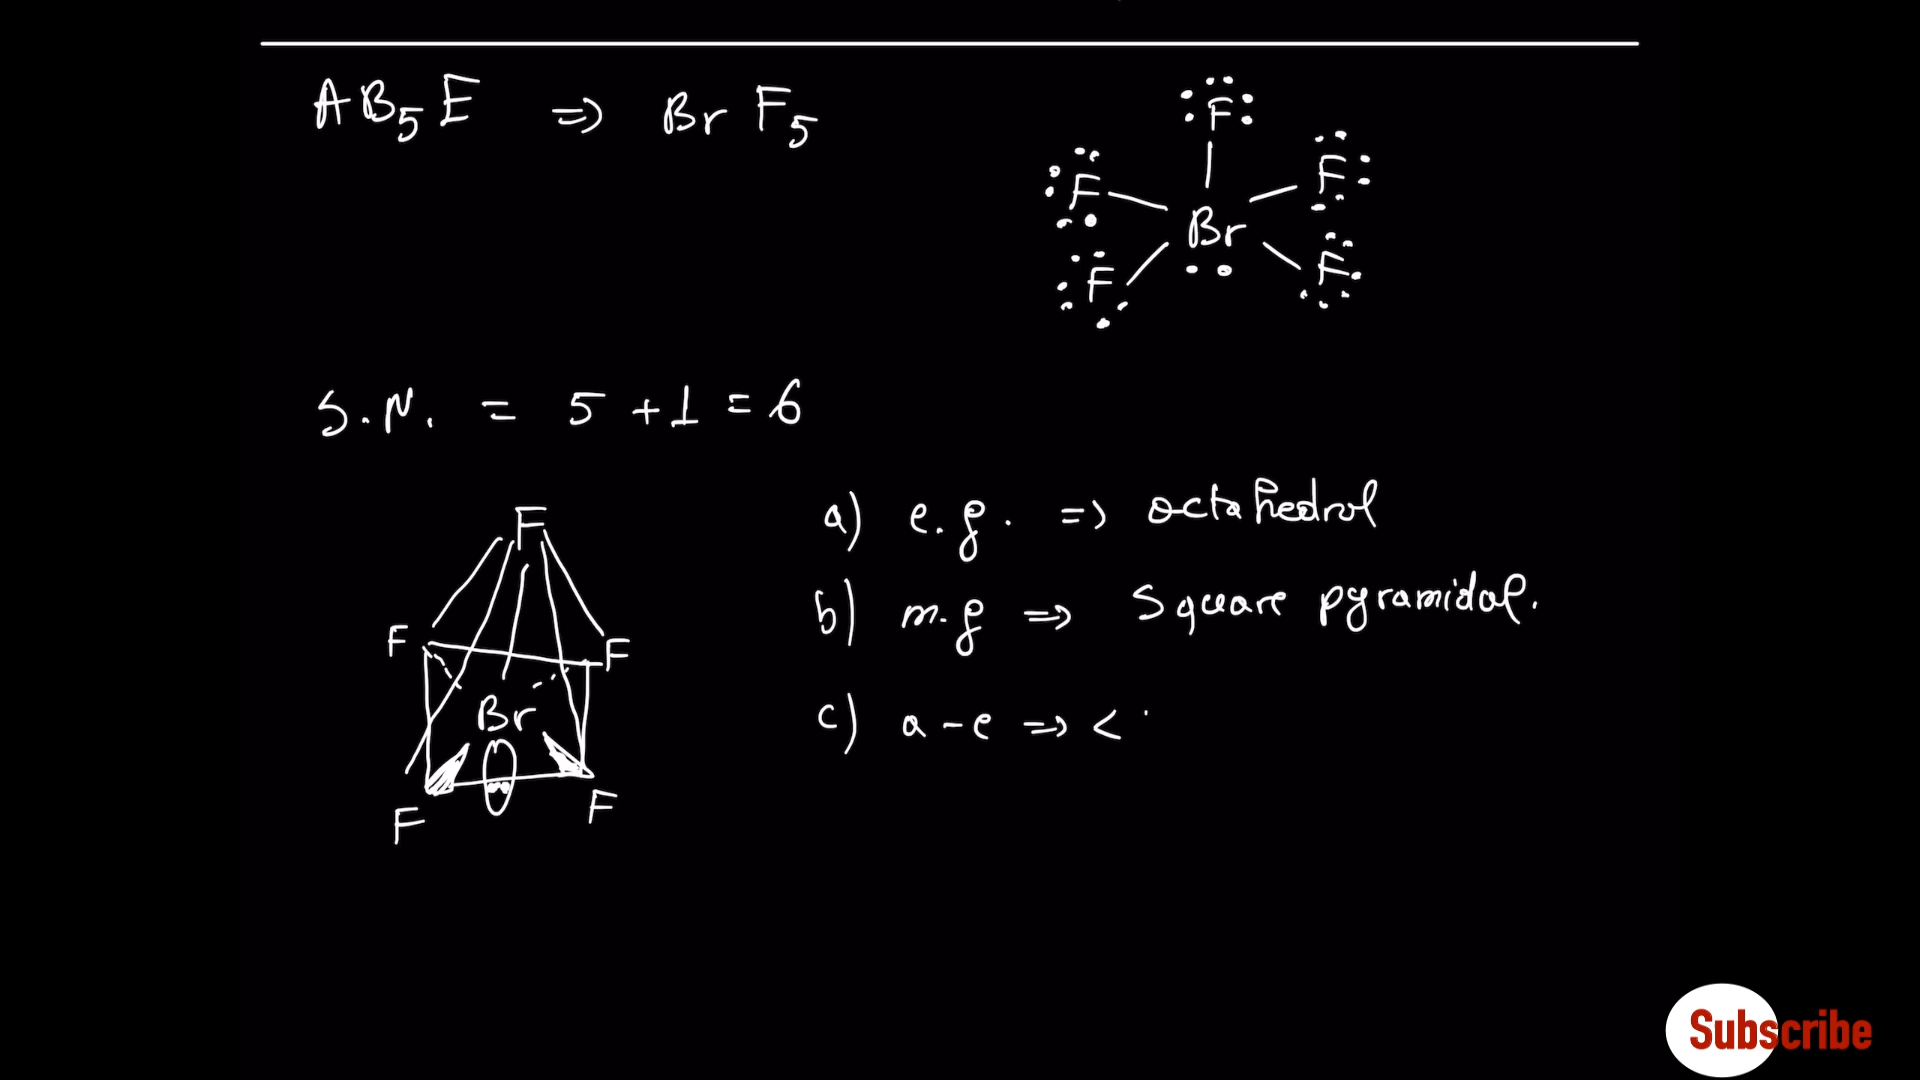 AB₅E => BrF₅
F
F F
Br
F F
S.N. = 5 + 1 = 6
a) e.g. => octahedral
b) m.g => Square pyramidal.
c) a-e => <
F
F F
Br
F F
Subscribe